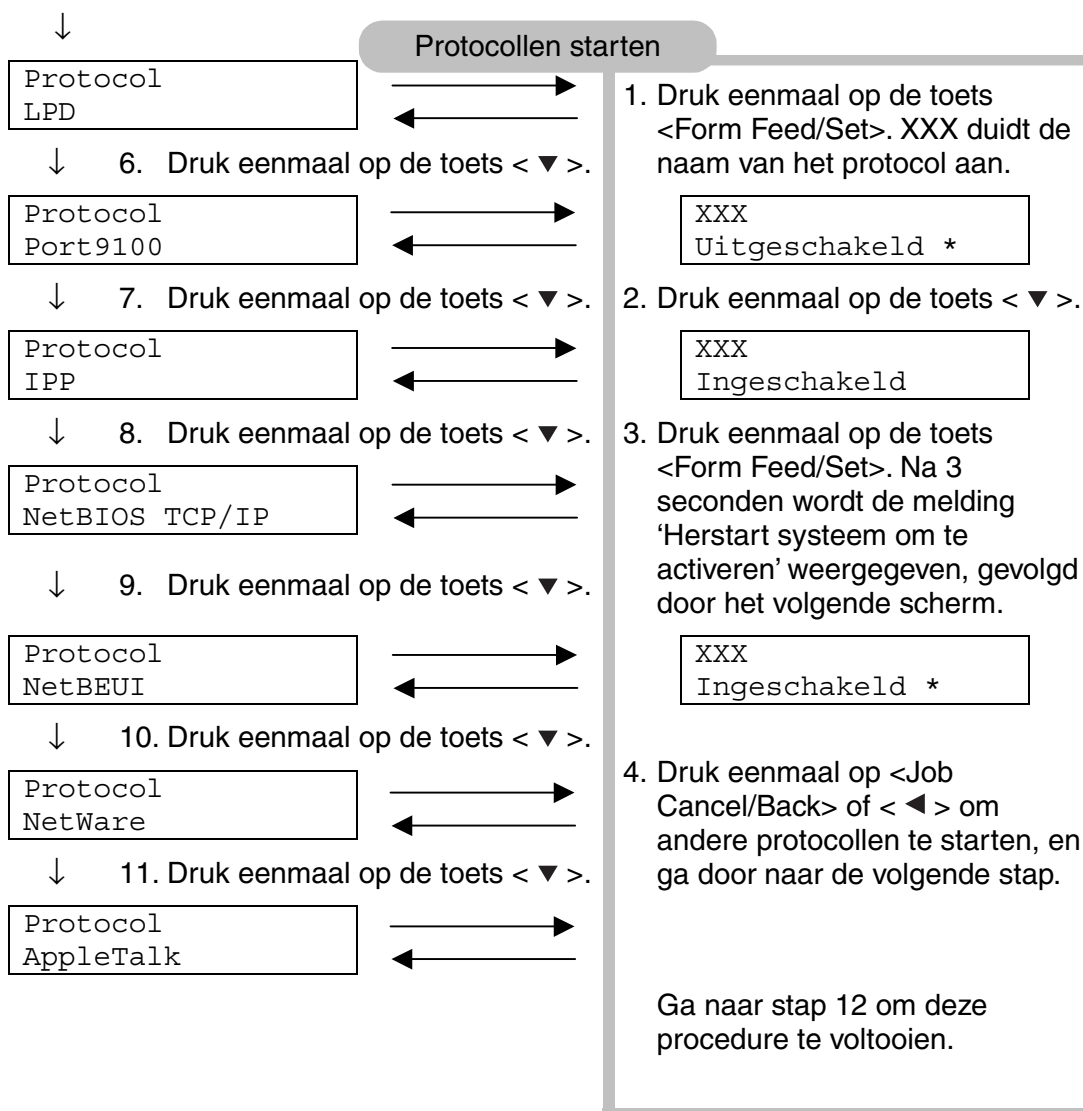 ↓
Protocollen starten
Protocol
LPD
↓ 6. Druk eenmaal op de toets < ▼ >.
Protocol
Port9100
↓ 7. Druk eenmaal op de toets < ▼ >.
Protocol
IPP
↓ 8. Druk eenmaal op de toets < ▼ >.
Protocol
NetBIOS TCP/IP
↓ 9. Druk eenmaal op de toets < ▼ >.
Protocol
NetBEUI
↓ 10. Druk eenmaal op de toets < ▼ >.
Protocol
NetWare
↓ 11. Druk eenmaal op de toets < ▼ >.
Protocol
AppleTalk
1. Druk eenmaal op de toets
<Form Feed/Set>. XXX duidt de
naam van het protocol aan.
XXX
Uitgeschakeld *
2. Druk eenmaal op de toets < ▼ >.
XXX
Ingeschakeld
3. Druk eenmaal op de toets
<Form Feed/Set>. Na 3
seconden wordt de melding
‘Herstart systeem om te
activeren’ weergegeven, gevolgd
door het volgende scherm.
XXX
Ingeschakeld *
4. Druk eenmaal op <Job
Cancel/Back> of < ◀ > om
andere protocollen te starten, en
ga door naar de volgende stap.
Ga naar stap 12 om deze
procedure te voltooien.